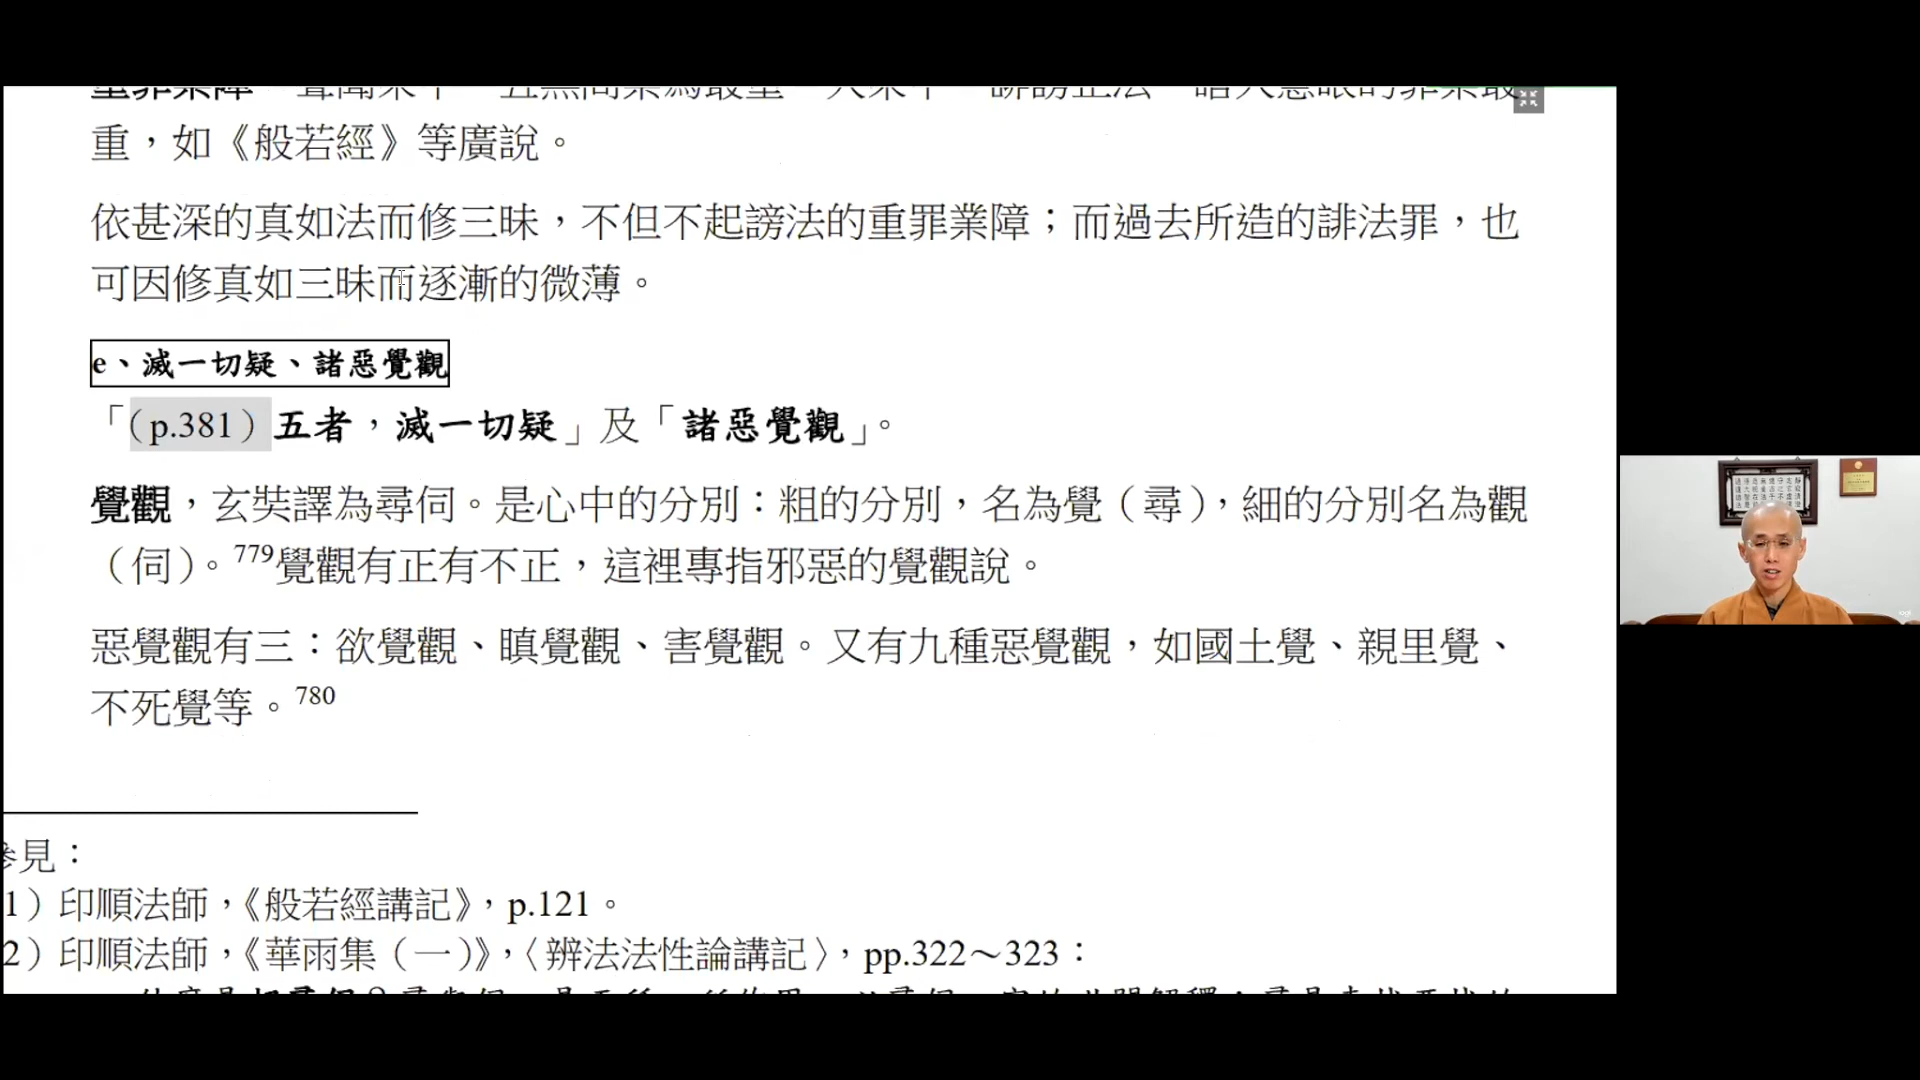 重罪業障
重，如《般若經》等廣說。
依甚深的真如法而修三昧，不但不起謗法的重罪業障；而過去所造的誹法罪，也
可因修真如三昧而逐漸的微薄。
e、滅一切疑、諸惡覺觀
「（p.381）五者，滅一切疑」及「諸惡覺觀」。
覺觀，玄奘譯為尋伺。是心中的分別：粗的分別，名為覺（尋），細的分別名為觀
（伺）。779覺觀有正有不正，這裡專指邪惡的覺觀說。
惡覺觀有三：欲覺觀、瞋覺觀、害覺觀。又有九種惡覺觀，如國土覺、親里覺、
不死覺等。780
參見：
1）印順法師，《般若經講記》，p.121。
2）印順法師，《華雨集（一）》，〈辨法法性論講記〉，pp.322～323：